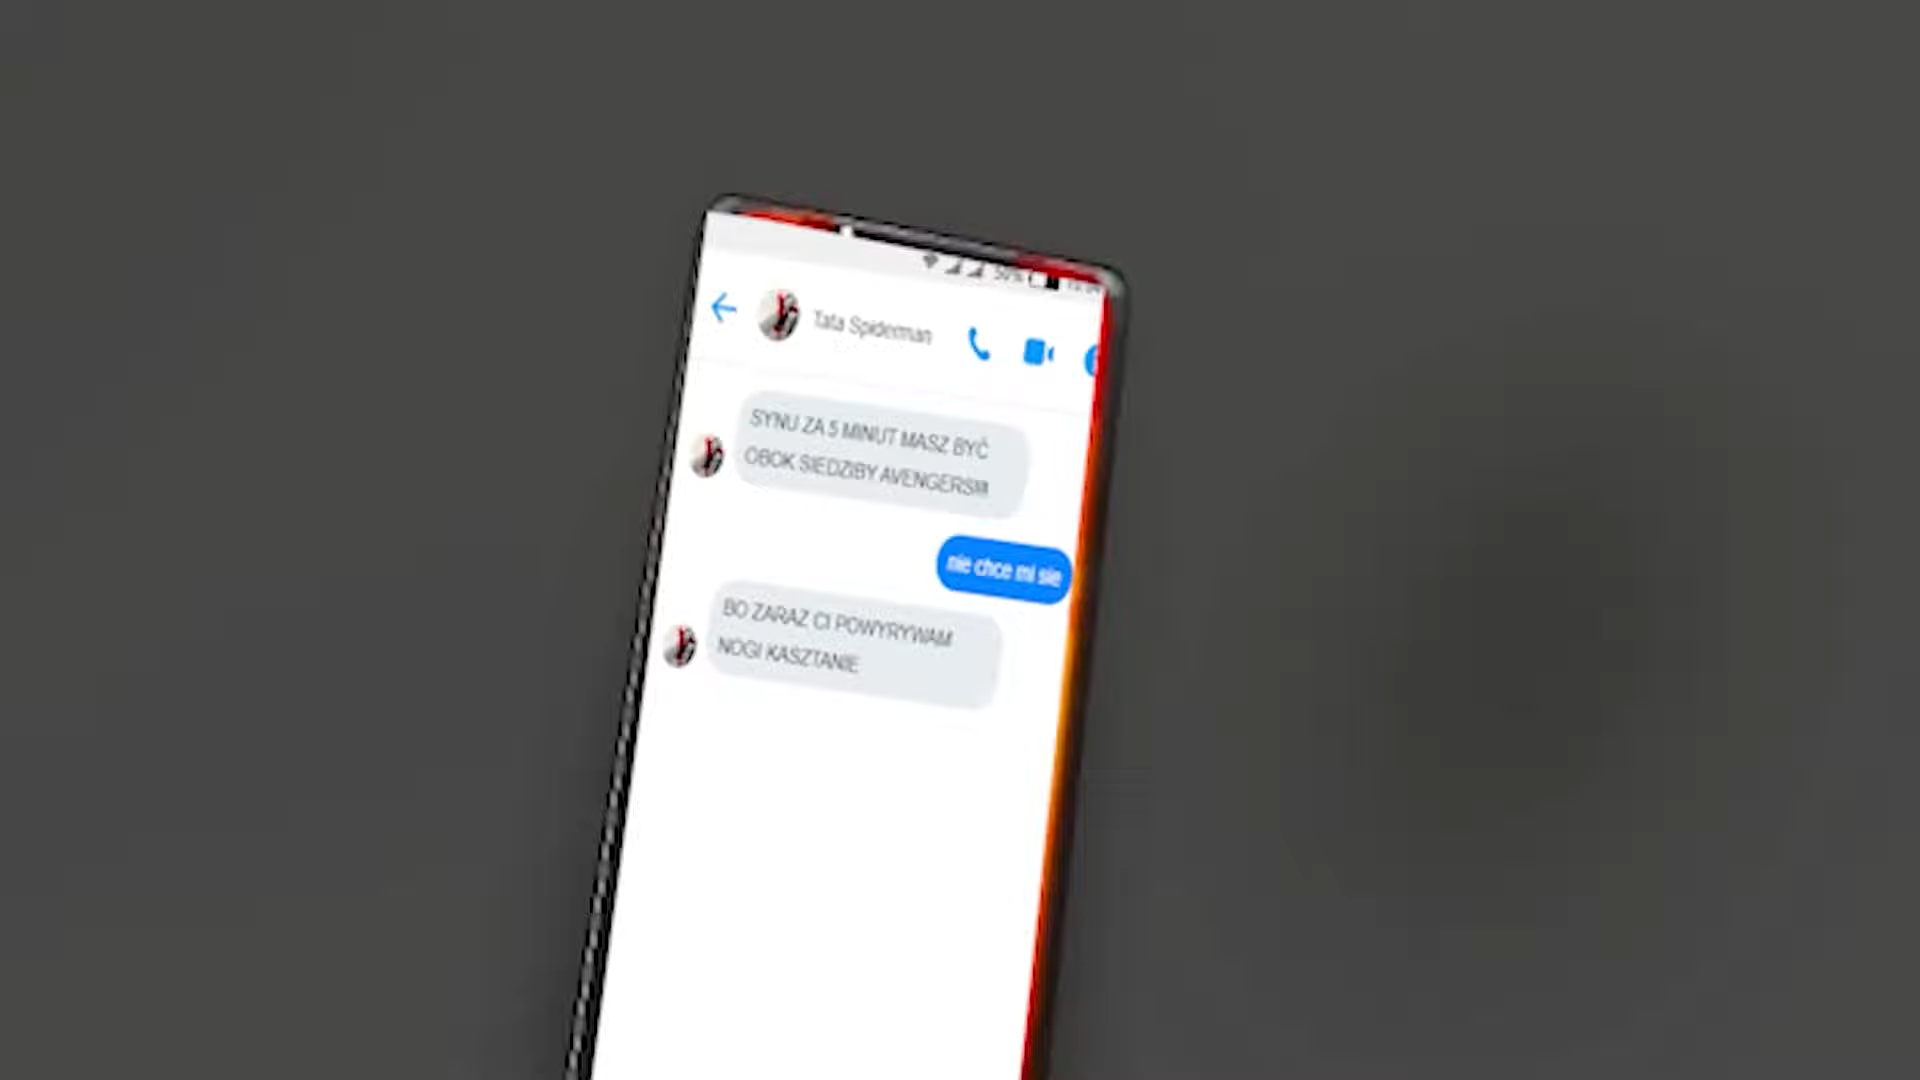 50%
Tata Spiderman
SYNU ZA 5 MINUT MASZ BYĆ
OBOK SIEDZIBY AVENGERS!!!!
nie chce mi sie
BO ZARAZ CI POWYRYWAM
NOGI KASZTANIE